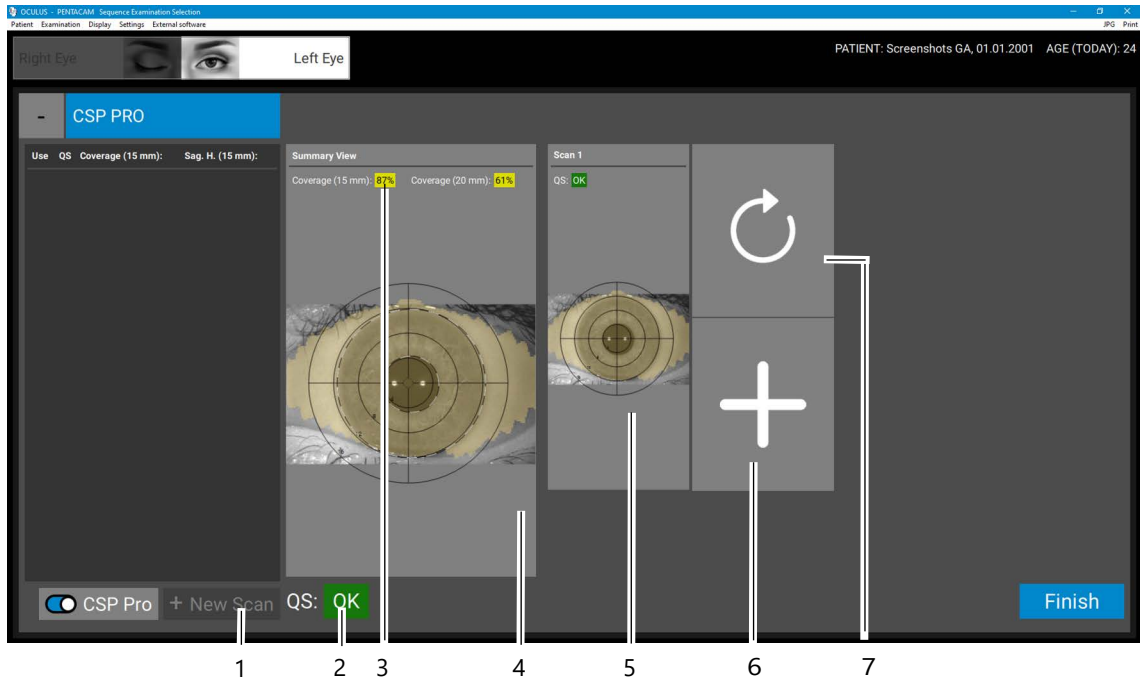 OCULUS - PENTACAM Sequence Examination Selection
Patient Examination Display Settings External software JPG Print
Right Eye Left Eye PATIENT: Screenshots GA, 01.01.2001 AGE (TODAY): 24
- CSP PRO
Use QS Coverage (15 mm): Sag. H. (15 mm): Summary View Scan 1
Coverage (15 mm): 87% Coverage (20 mm): 61% QS: OK
CSP Pro + New Scan QS: OK Finish
1 2 3 4 5 6 7